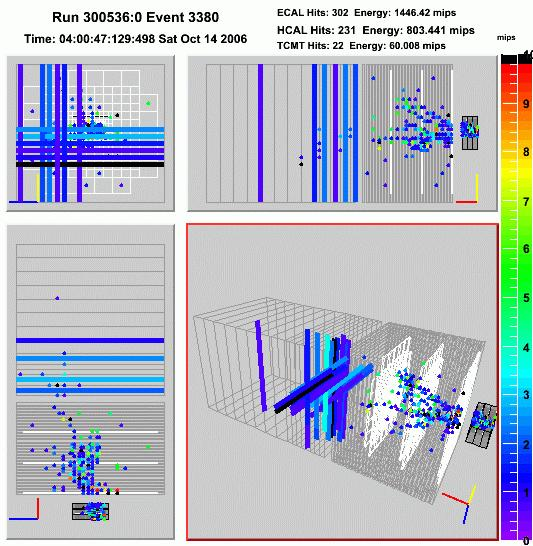 Run 300536:0 Event 3380
Time: 04:00:47:129:498 Sat Oct 14 2006
ECAL Hits: 302 Energy: 1446.42 mips
HCAL Hits: 231 Energy: 803.441 mips
TCMT Hits: 22 Energy: 60.008 mips
mips
9
8
7
6
5
4
3
2
1
0